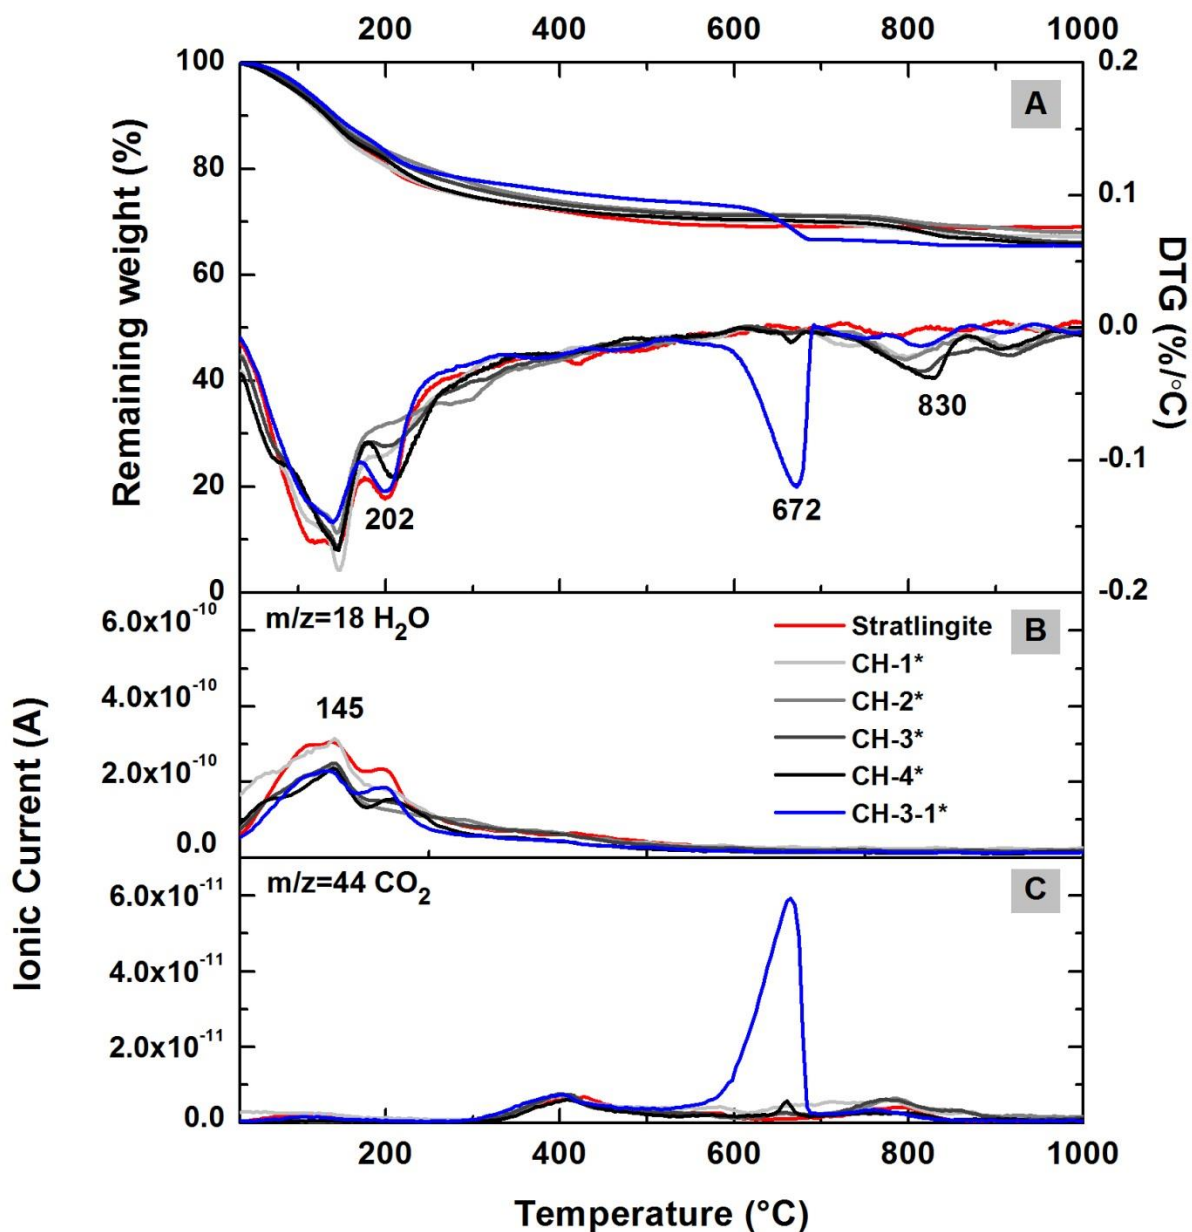 200 400 600 800 1000
100 80 60 40 20 0
Remaining weight (%)
A
0.2 0.1 0.0 -0.1 -0.2
DTG (%/°C)
202
672
830
m/z=18 H₂O
B
6.0x10⁻¹⁰
4.0x10⁻¹⁰
2.0x10⁻¹⁰
0.0
145
Stratlingite
CH-1*
CH-2*
CH-3*
CH-4*
CH-3-1*
Ionic Current (A)
m/z=44 CO₂
C
6.0x10⁻¹¹
4.0x10⁻¹¹
2.0x10⁻¹¹
0.0
200 400 600 800 1000
Temperature (°C)